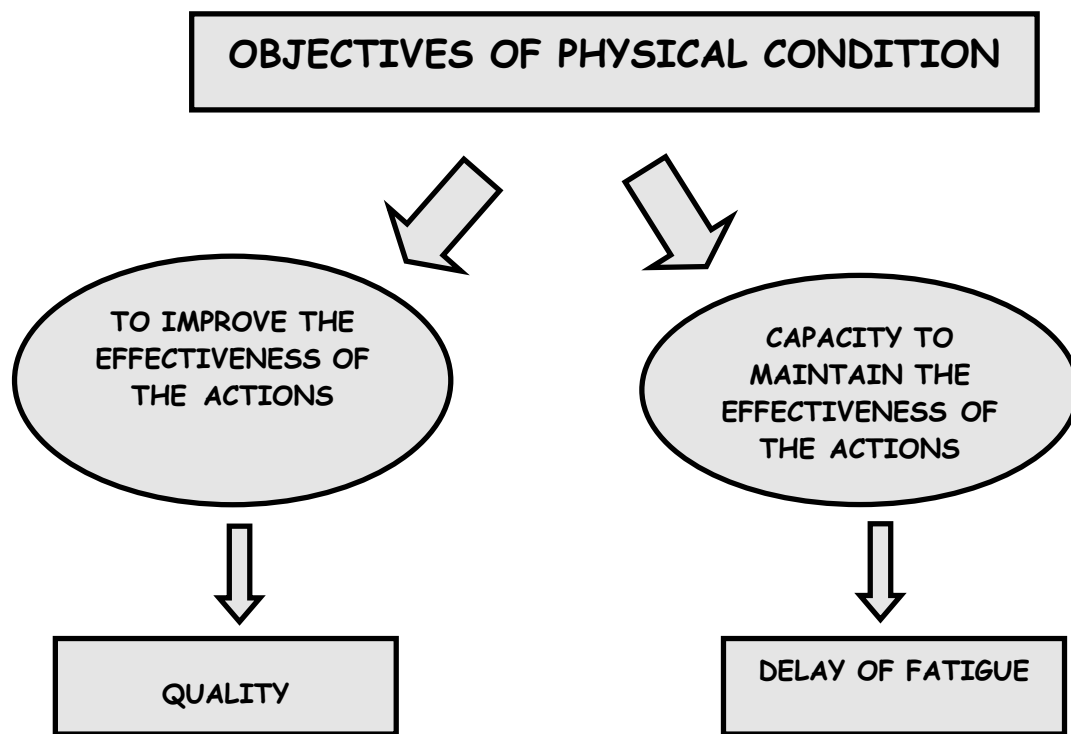 OBJECTIVES OF PHYSICAL CONDITION
TO IMPROVE THE
EFFECTIVENESS OF
THE ACTIONS
CAPACITY TO
MAINTAIN THE
EFFECTIVENESS OF
THE ACTIONS
QUALITY
DELAY OF FATIGUE